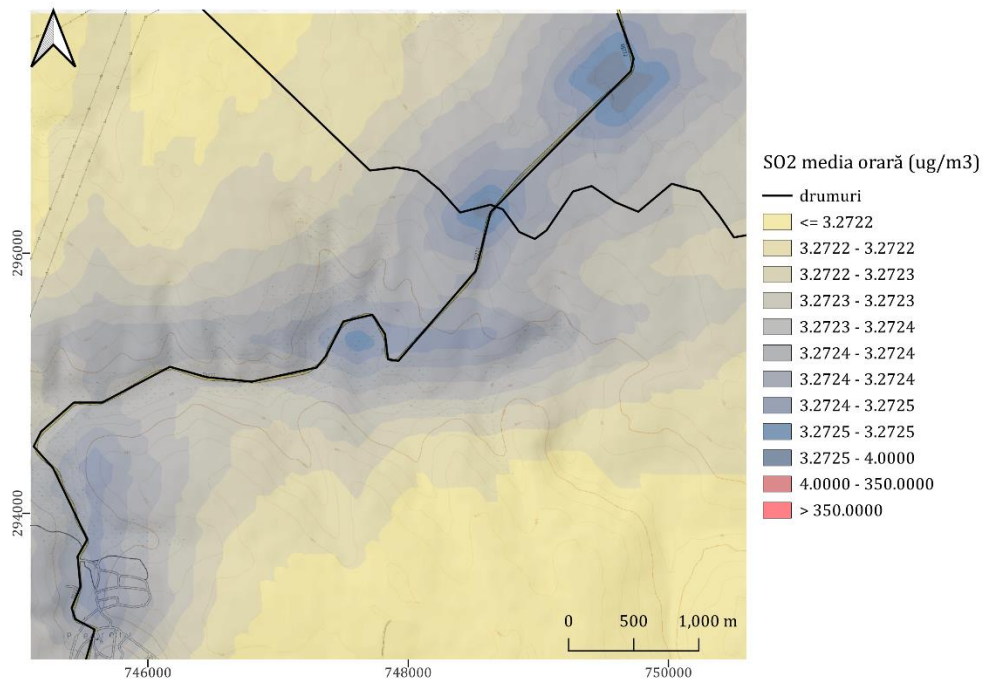 SO2 media orară (ug/m3)
drumuri
<= 3.2722
3.2722 - 3.2722
3.2722 - 3.2723
3.2723 - 3.2723
3.2723 - 3.2724
3.2724 - 3.2724
3.2724 - 3.2724
3.2724 - 3.2725
3.2725 - 3.2725
3.2725 - 4.0000
4.0000 - 350.0000
> 350.0000
296000
294000
0 500 1,000 m
746000 748000 750000